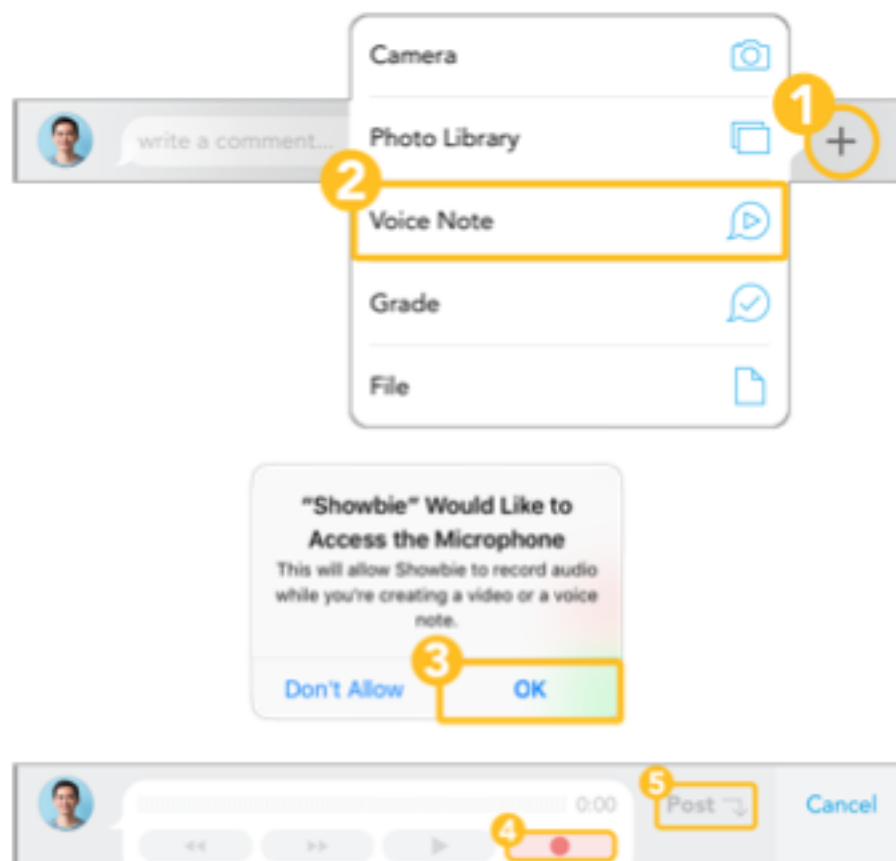 Camera
1
write a comment...
Photo Library
2
Voice Note
Grade
File
"Showbie" Would Like to
Access the Microphone
This will allow Showbie to record audio
while you're creating a video or a voice
note.
3
Don't Allow
OK
0:00
5
Post
Cancel
4